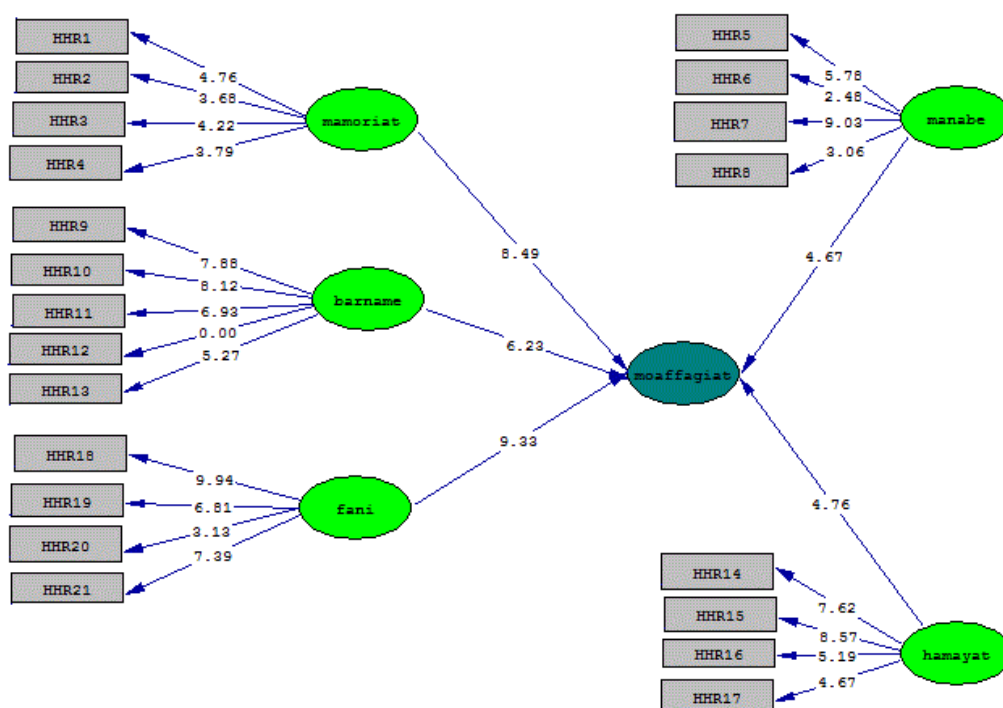 HHR1
HHR2
HHR3
HHR4
4.76
3.68
4.22
3.79
mamoriat
8.49
HHR5
HHR6
HHR7
HHR8
5.78
2.48
9.03
3.06
manabe
4.67
HHR9
HHR10
HHR11
HHR12
HHR13
7.88
8.12
6.93
0.00
5.27
barname
6.23
moaffagiat
HHR18
HHR19
HHR20
HHR21
9.94
6.81
3.13
7.39
fani
9.33
4.76
HHR14
HHR15
HHR16
HHR17
7.62
8.57
5.19
4.67
hamayat